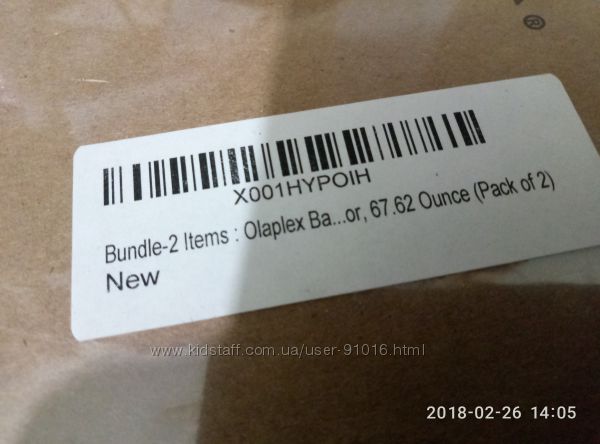 ®
X001HYPOIH
Bundle-2 Items : Olaplex Ba...or, 67.62 Ounce (Pack of 2)
New
www.kidstaff.com.ua/user-91016.html
2018-02-26 14:05